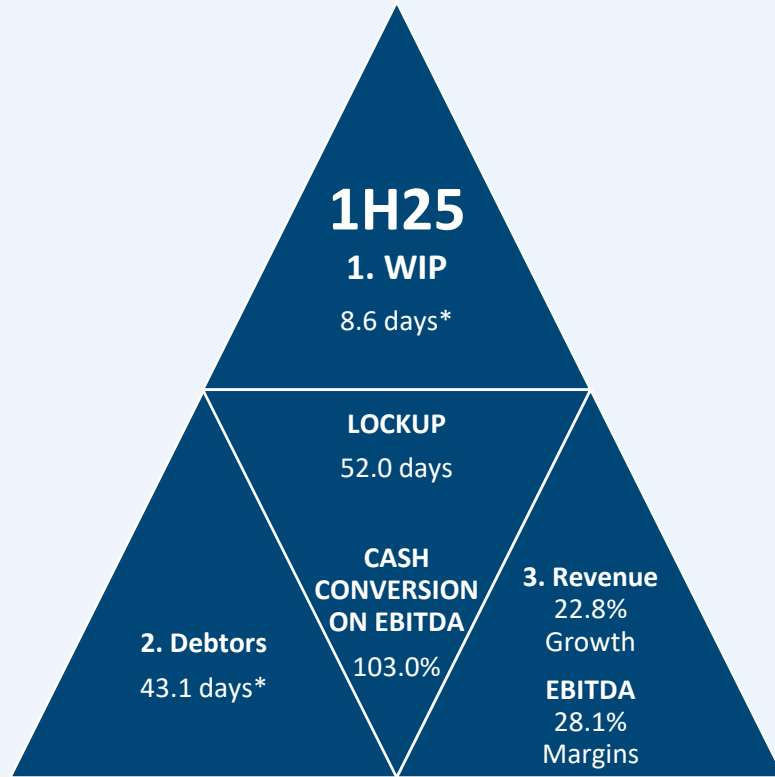 1H25
1. WIP
8.6 days*
LOCKUP
52.0 days
CASH
CONVERSION
ON EBITDA
103.0%
2. Debtors
43.1 days*
3. Revenue
22.8%
Growth
EBITDA
28.1%
Margins